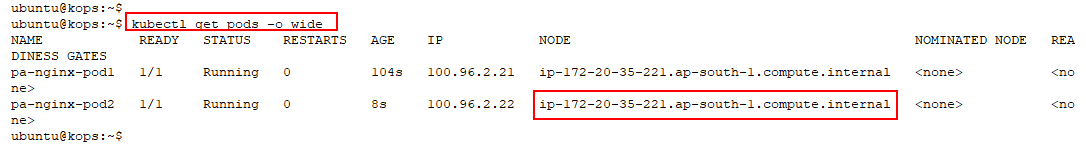 ubuntu@kops:~$
ubuntu@kops:~$ kubectl get pods -o wide
NAME READY STATUS RESTARTS AGE IP NODE NOMINATED NODE REA
DINESS GATES
pa-nginx-pod1 1/1 Running 0 104s 100.96.2.21 ip-172-20-35-221.ap-south-1.compute.internal <none> <no
ne>
pa-nginx-pod2 1/1 Running 0 8s 100.96.2.22 ip-172-20-35-221.ap-south-1.compute.internal <none> <no
ne>
ubuntu@kops:~$